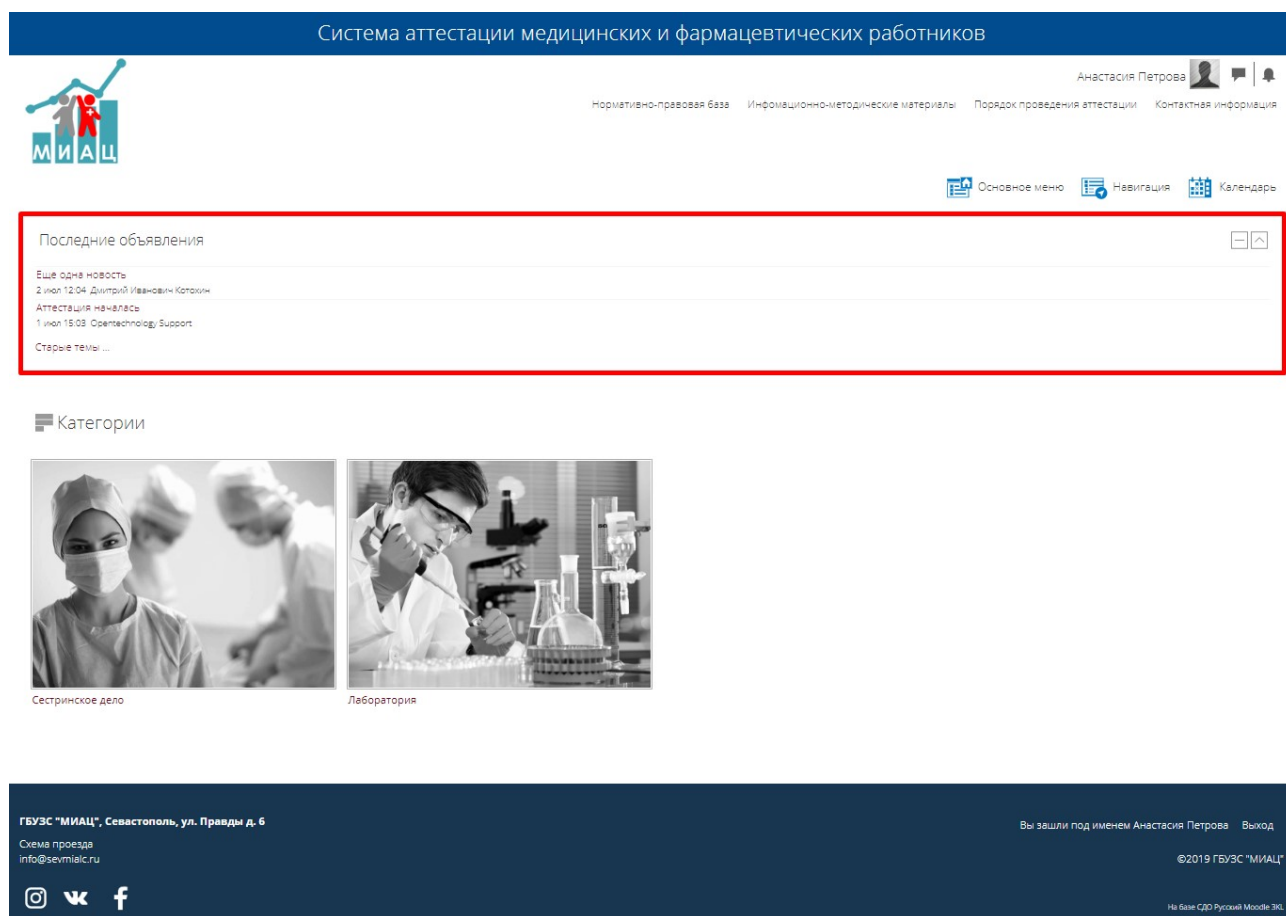 Система аттестации медицинских и фармацевтических работников
Анастасия Петрова
Нормативно-правовая база Инфомационно-методические материалы Порядок проведения аттестации Контактная информация
МИАЦ
Основное меню Навигация Календарь
Последние объявления
Еще одна новость
2 июл 12:04 Дмитрий Иванович Котохин
Аттестация началась
1 июл 15:03 Opentechnology Support
Старые темы ...
Категории
Сестринское дело Лаборатория
ГБУЗС "МИАЦ", Севастополь, ул. Правды д. 6
Вы зашли под именем Анастасия Петрова Выход
Схема проезда
info@sevmiac.ru
©2019 ГБУЗС "МИАЦ"
На базе СДО Русский Moodle 3KL